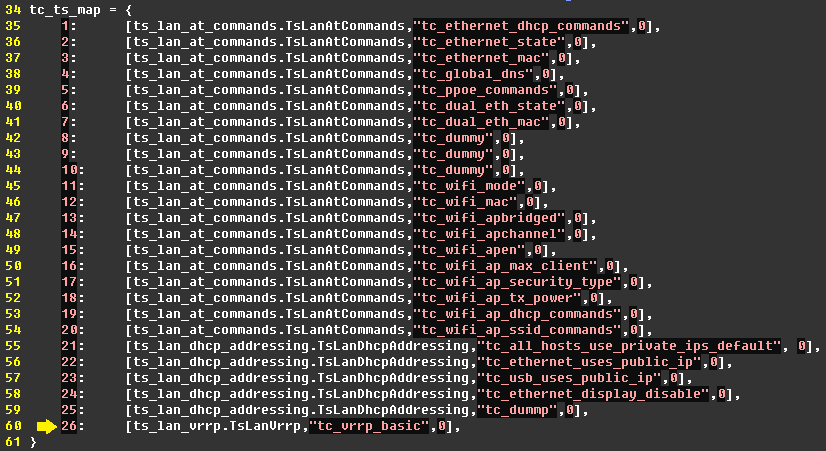 34 tc_ts_map = {
35 1: [ts_lan_at_commands.TsLanAtCommands,"tc_ethernet_dhcp_commands",0],
36 2: [ts_lan_at_commands.TsLanAtCommands,"tc_ethernet_state",0],
37 3: [ts_lan_at_commands.TsLanAtCommands,"tc_ethernet_mac",0],
38 4: [ts_lan_at_commands.TsLanAtCommands,"tc_global_dns",0],
39 5: [ts_lan_at_commands.TsLanAtCommands,"tc_ppoe_commands",0],
40 6: [ts_lan_at_commands.TsLanAtCommands,"tc_dual_eth_state",0],
41 7: [ts_lan_at_commands.TsLanAtCommands,"tc_dual_eth_mac",0],
42 8: [ts_lan_at_commands.TsLanAtCommands,"tc_dummy",0],
43 9: [ts_lan_at_commands.TsLanAtCommands,"tc_dummy",0],
44 10: [ts_lan_at_commands.TsLanAtCommands,"tc_dummy",0],
45 11: [ts_lan_at_commands.TsLanAtCommands,"tc_wifi_mode",0],
46 12: [ts_lan_at_commands.TsLanAtCommands,"tc_wifi_mac",0],
47 13: [ts_lan_at_commands.TsLanAtCommands,"tc_wifi_apbridged",0],
48 14: [ts_lan_at_commands.TsLanAtCommands,"tc_wifi_apchannel",0],
49 15: [ts_lan_at_commands.TsLanAtCommands,"tc_wifi_apen",0],
50 16: [ts_lan_at_commands.TsLanAtCommands,"tc_wifi_ap_max_client",0],
51 17: [ts_lan_at_commands.TsLanAtCommands,"tc_wifi_ap_security_type",0],
52 18: [ts_lan_at_commands.TsLanAtCommands,"tc_wifi_ap_tx_power",0],
53 19: [ts_lan_at_commands.TsLanAtCommands,"tc_wifi_ap_dhcp_commands",0],
54 20: [ts_lan_at_commands.TsLanAtCommands,"tc_wifi_ap_ssid_commands",0],
55 21: [ts_lan_dhcp_addressing.TsLanDhcpAddressing,"tc_all_hosts_use_private_ips_default", 0],
56 22: [ts_lan_dhcp_addressing.TsLanDhcpAddressing,"tc_ethernet_uses_public_ip",0],
57 23: [ts_lan_dhcp_addressing.TsLanDhcpAddressing,"tc_usb_uses_public_ip",0],
58 24: [ts_lan_dhcp_addressing.TsLanDhcpAddressing,"tc_ethernet_display_disable",0],
59 25: [ts_lan_dhcp_addressing.TsLanDhcpAddressing,"tc_dummp",0],
60 26: [ts_lan_vrrp.TsLanVrrp,"tc_vrrp_basic",0],
61 }